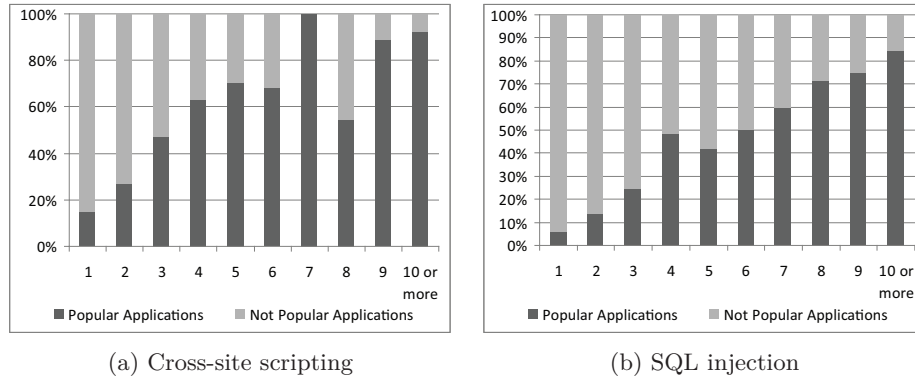 100%
80%
60%
40%
20%
0%
1 2 3 4 5 6 7 8 9 10 or
more
Popular Applications Not Popular Applications
(a) Cross-site scripting
100%
90%
80%
70%
60%
50%
40%
30%
20%
10%
0%
1 2 3 4 5 6 7 8 9 10 or
more
Popular Applications Not Popular Applications
(b) SQL injection